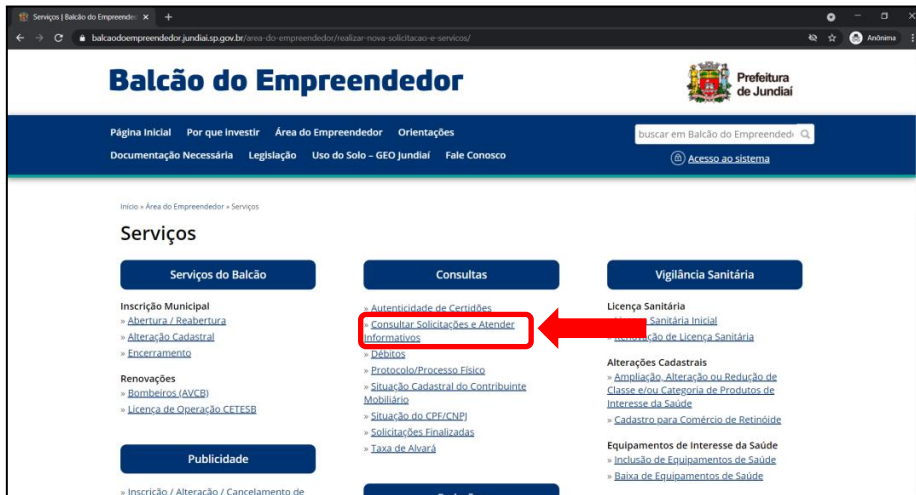 Serviços | Balcão do Empreended
balcaodoempreendedor.jundiai.sp.gov.br/area-do-empreendedor/realizar-nova-solicitacao-e-servicos/
Anônima
Balcão do Empreendedor
Prefeitura
de Jundiaí
Página Inicial Por que investir Área do Empreendedor Orientações
buscar em Balcão do Empreended
Documentação Necessária Legislação Uso do Solo – GEO Jundiaí Fale Conosco
Acesso ao sistema
Início » Área do Empreendedor » Serviços
Serviços
Serviços do Balcão
Inscrição Municipal
» Abertura / Reabertura
» Alteração Cadastral
» Encerramento
Renovações
» Bombeiros (AVCB)
» Licença de Operação CETESB
Publicidade
» Inscrição / Alteração / Cancelamento de
Consultas
» Autenticidade de Certidões
» Consultar Solicitações e Atender
Informativos
» Débitos
» Protocolo/Processo Físico
» Situação Cadastral do Contribuinte
Mobiliário
» Situação do CPF/CNPJ
» Solicitações Finalizadas
» Taxa de Alvará
Vigilância Sanitária
Licença Sanitária
Sanitária Inicial
de Licença Sanitária
Alterações Cadastrais
» Ampliação, Alteração ou Redução de
Classe e/ou Categoria de Produtos de
Interesse da Saúde
» Cadastro para Comércio de Retinóide
Equipamentos de Interesse da Saúde
» Inclusão de Equipamentos de Saúde
» Baixa de Equipamentos de Saúde